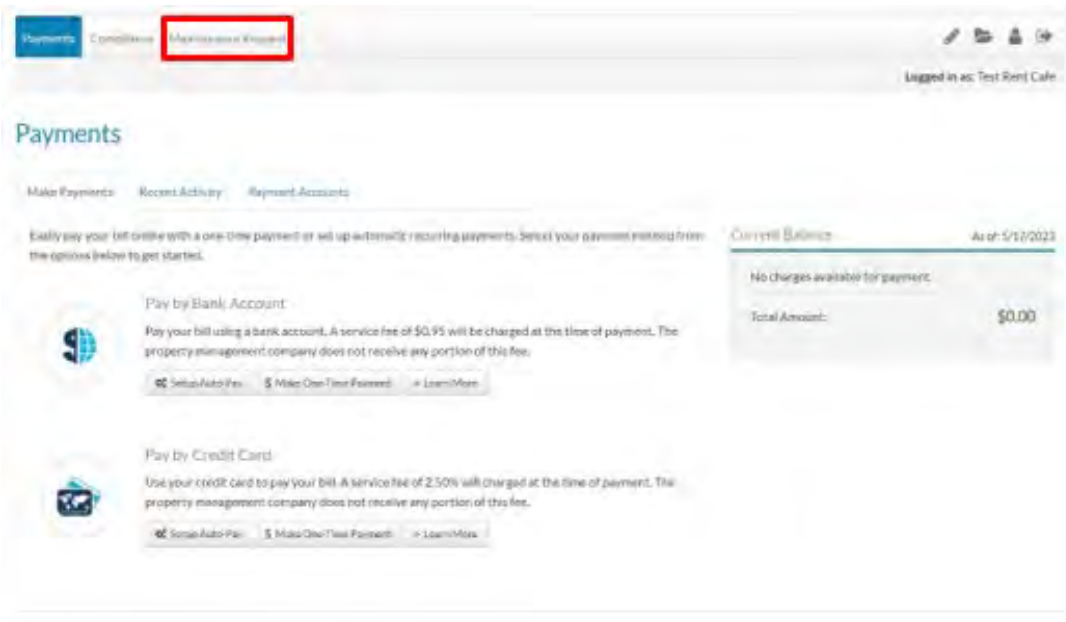 Payments Compliance Maintenance Request
Logged in as: Test Rent Cafe
Payments
Make Payments Recent Activity Payment Accounts
Easily pay your bill online with a one-time payment or set up automatic recurring payments. Select your payment method from
the options below to get started.
Current Balance As of: 5/17/2023
No charges available for payment.
Total Amount: $0.00
Pay by Bank Account
Pay your bill using a bank account. A service fee of $0.95 will be charged at the time of payment. The
property management company does not receive any portion of this fee.
Setup Auto-Pay $ Make One-Time Payment + Learn More
Pay by Credit Card
Use your credit card to pay your bill. A service fee of 2.50% will charged at the time of payment. The
property management company does not receive any portion of this fee.
Setup Auto-Pay $ Make One-Time Payment + Learn More